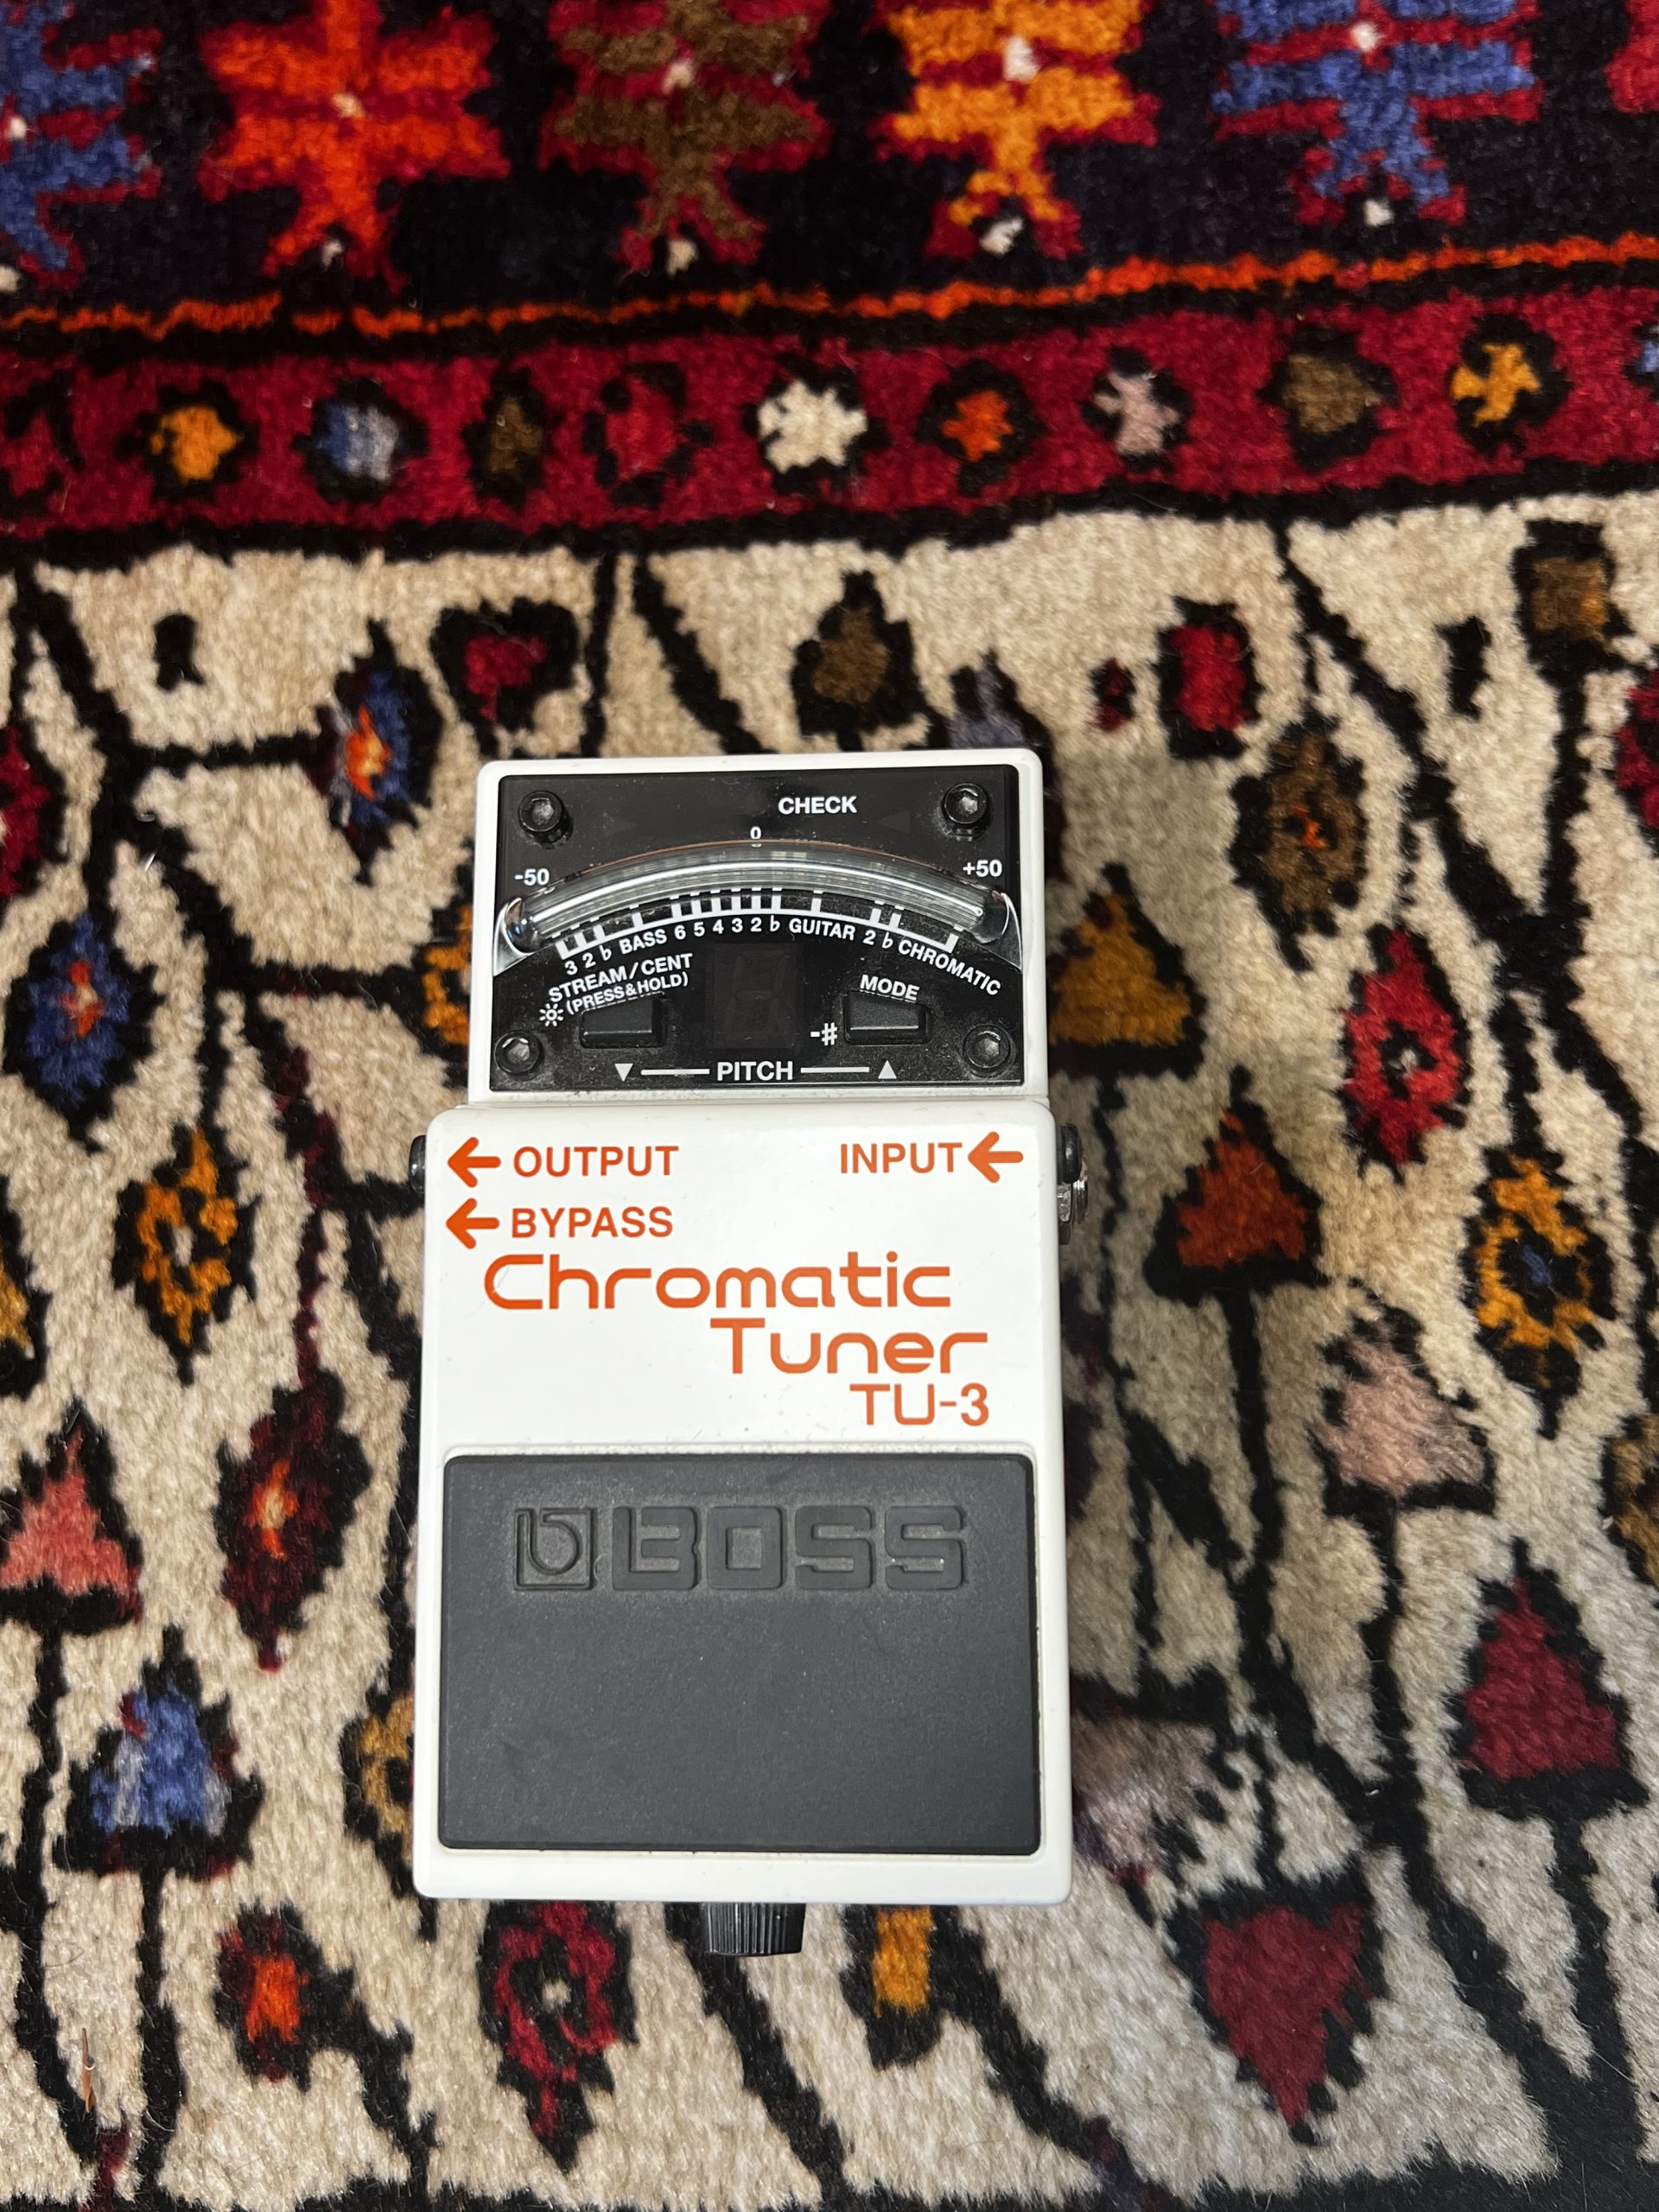 CHECK
0
-50
+50
3 2 ♭ BASS 6 5 4 3 2 ♭ GUITAR 2 ♭ CHROMATIC
STREAM/CENT
(PRESS&HOLD)
MODE
-#
▼ PITCH ▲
← OUTPUT
INPUT ←
← BYPASS
Chromatic
Tuner
TU-3
BOSS